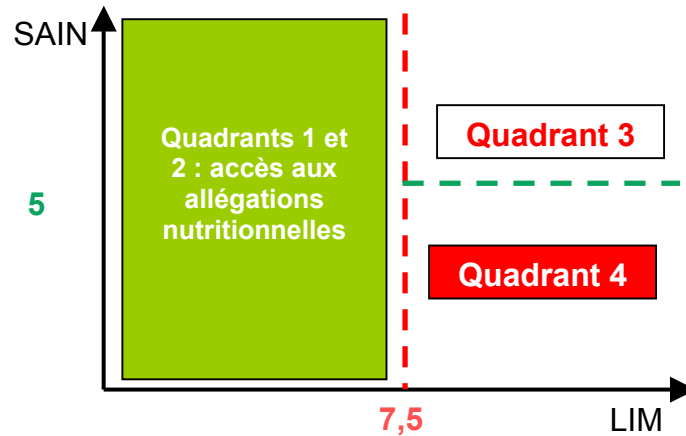 SAIN
Quadrants 1 et
2 : accès aux
allégations
nutritionnelles
Quadrant 3
5
Quadrant 4
7,5
LIM